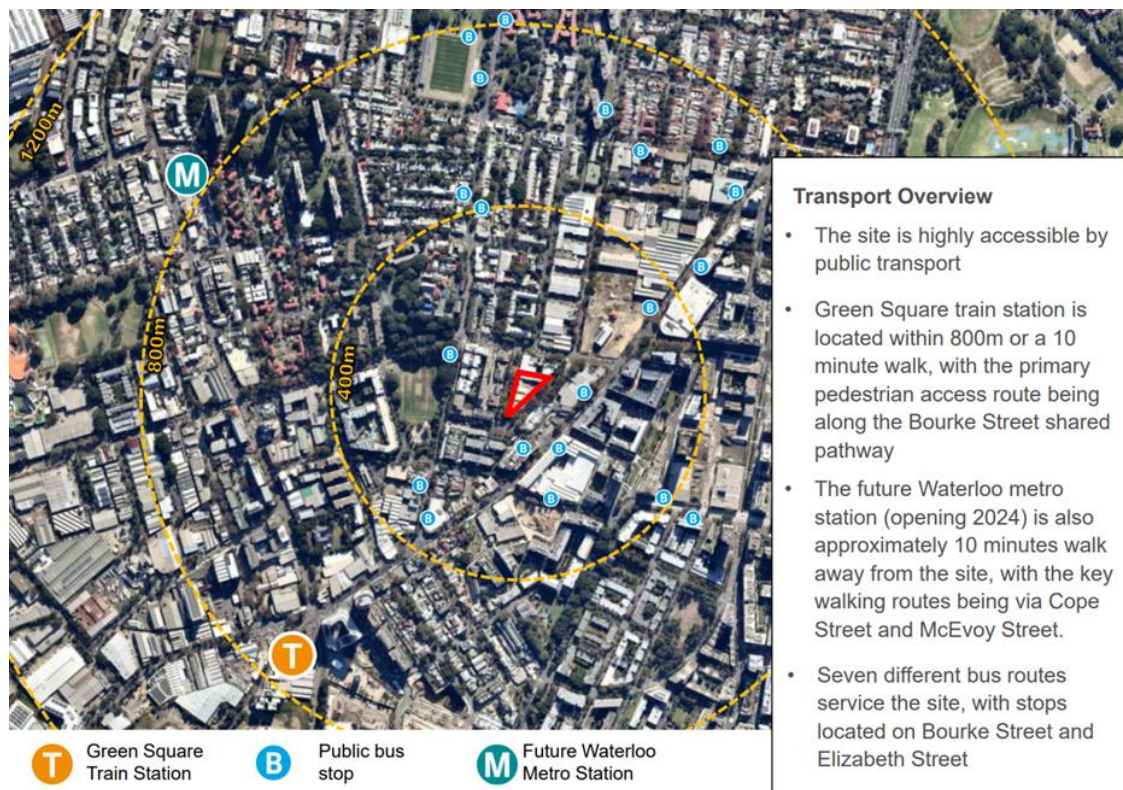 B
B
B
B
B
B
1200m
M
B
B
B
B
B
800m
400m
B
B
B
B
B
B
B
B
B
T
Transport Overview
• The site is highly accessible by
public transport
• Green Square train station is
located within 800m or a 10
minute walk, with the primary
pedestrian access route being
along the Bourke Street shared
pathway
• The future Waterloo metro
station (opening 2024) is also
approximately 10 minutes walk
away from the site, with the key
walking routes being via Cope
Street and McEvoy Street.
• Seven different bus routes
service the site, with stops
located on Bourke Street and
Elizabeth Street
T Green Square
Train Station
B Public bus
stop
M Future Waterloo
Metro Station